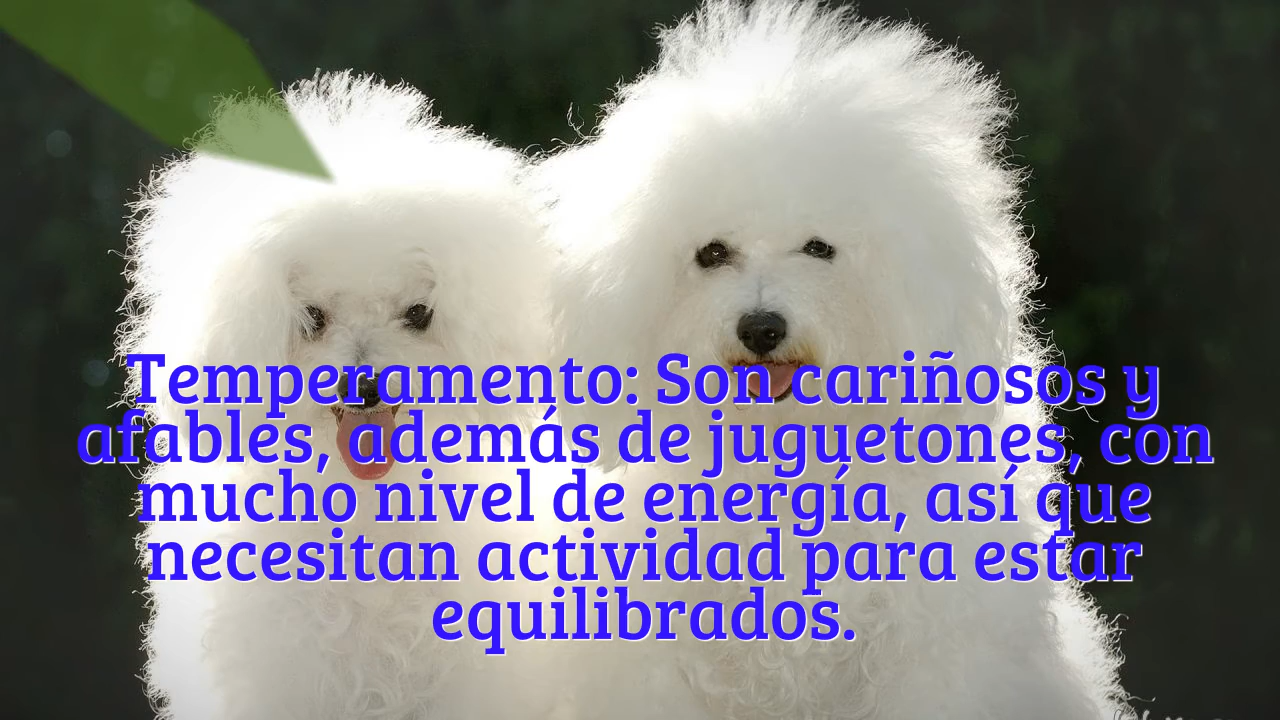 Temperamento: Son cariñosos y
afables, además de juguetones, con
mucho nivel de energía, así que
necesitan actividad para estar
equilibrados.